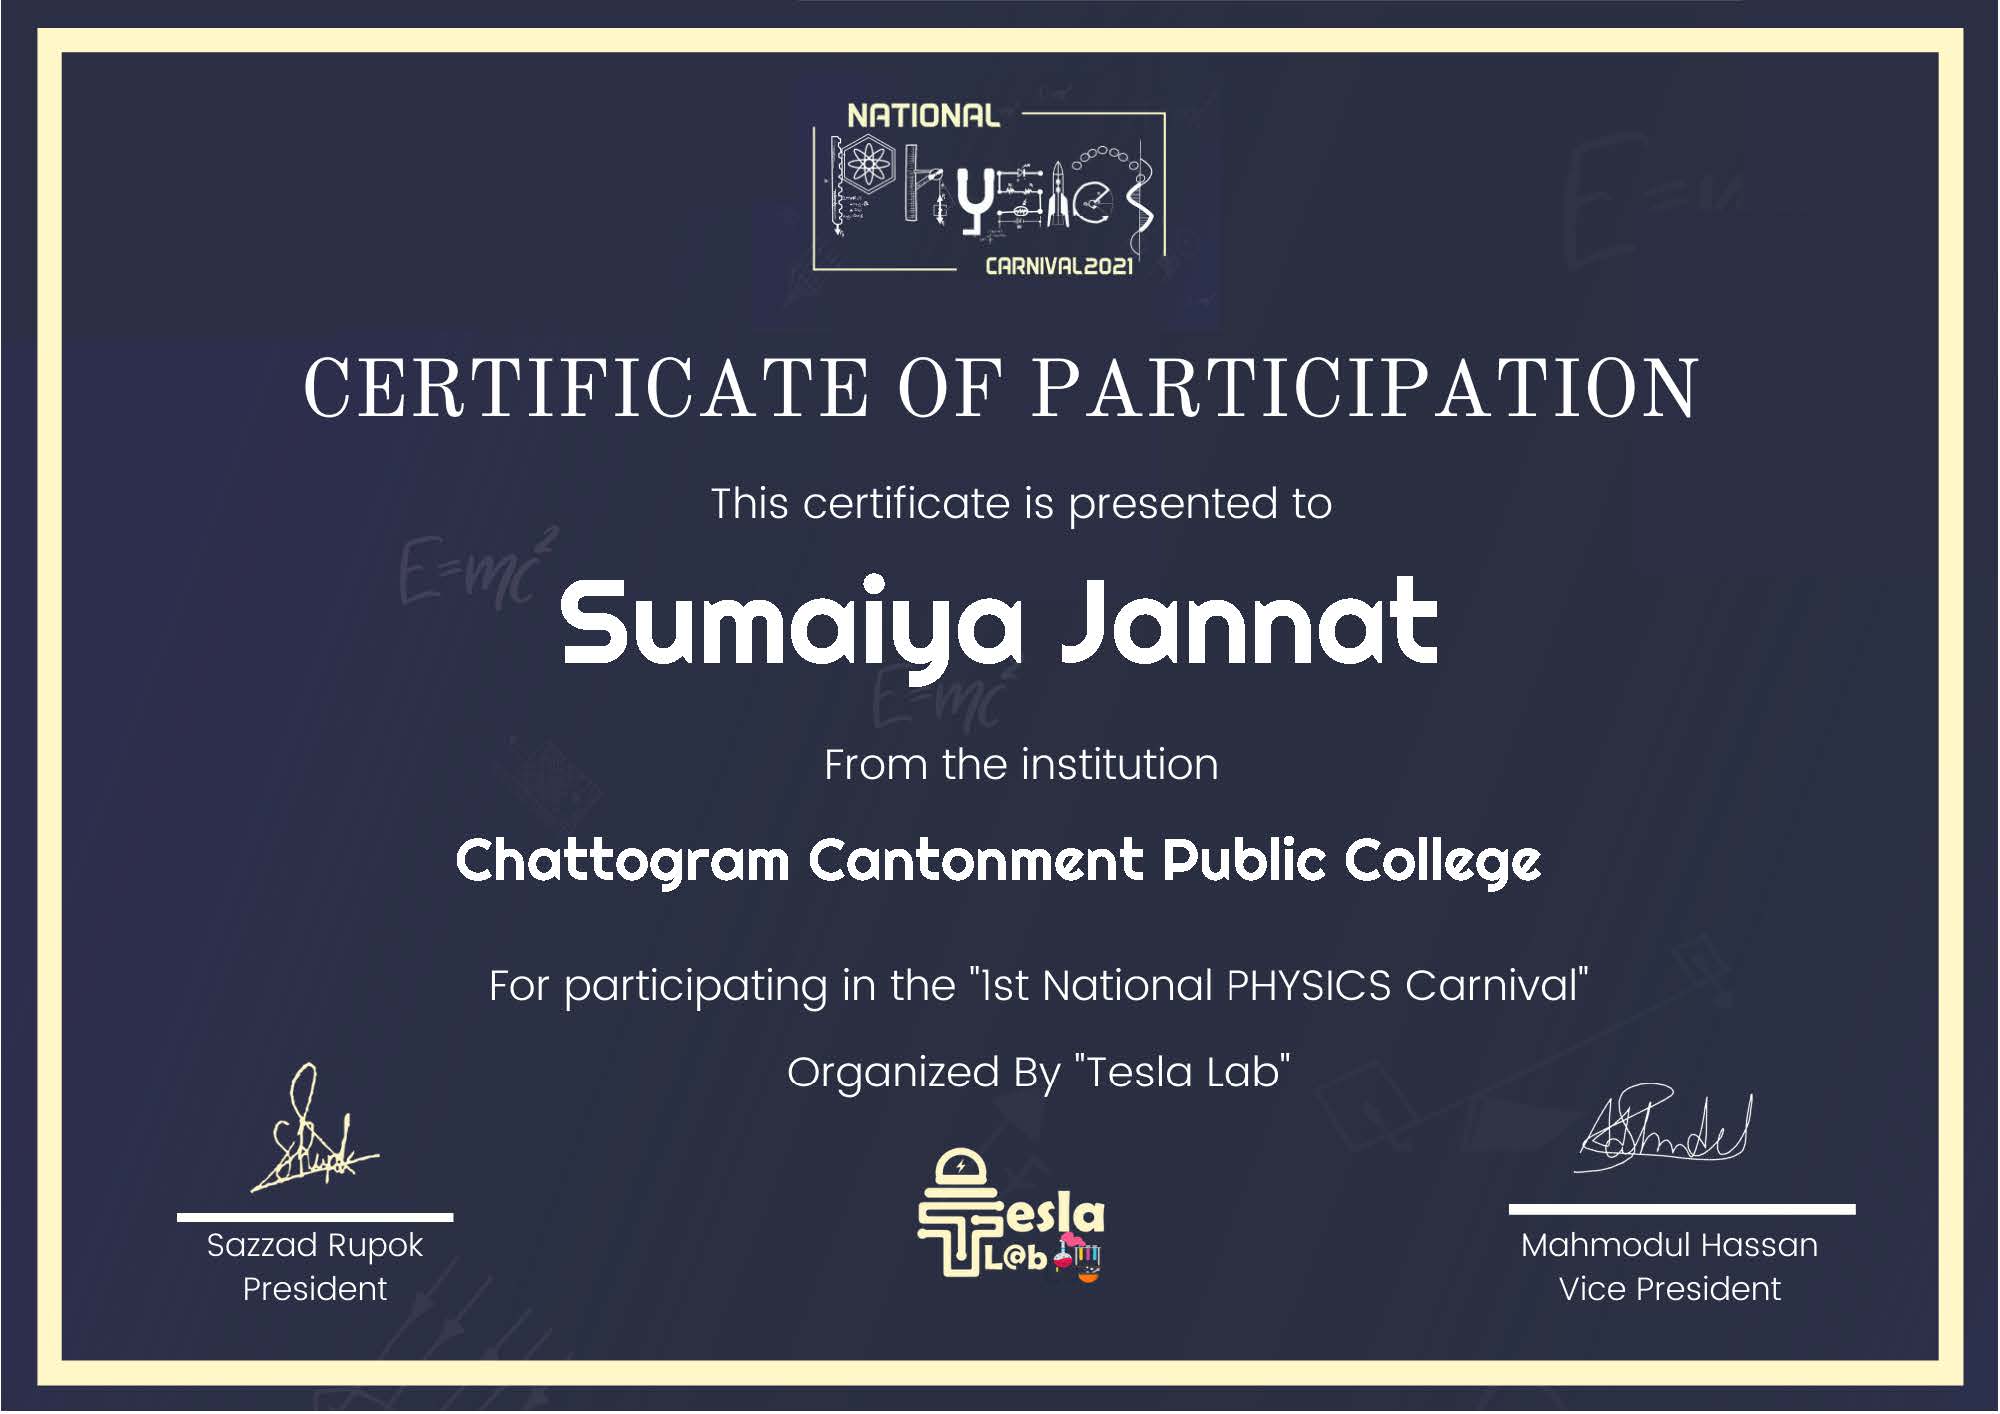 NATIONAL
Physics
CARNIVAL2021
CERTIFICATE OF PARTICIPATION
This certificate is presented to
E=mc²
Sumaiya Jannat
E=mc²
From the institution
Chattogram Cantonment Public College
For participating in the "1st National PHYSICS Carnival"
Organized By "Tesla Lab"
Tesla
L@b
Sazzad Rupok
President
Mahmodul Hassan
Vice President